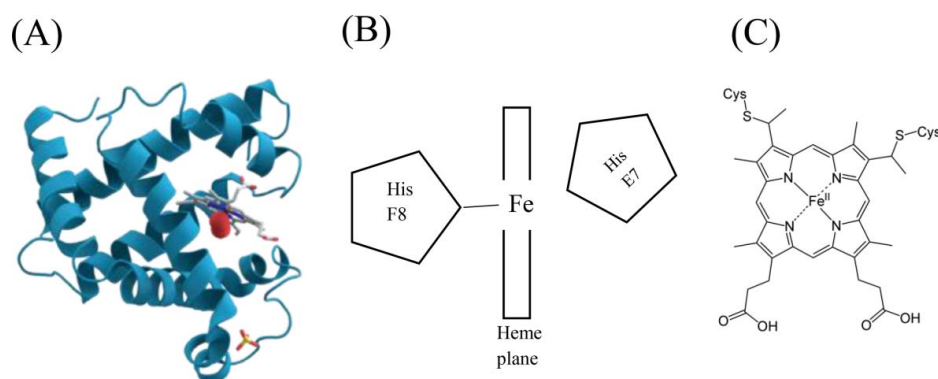 (A)
(B)
His
F8
Fe
His
E7
Heme
plane
(C)
Cys
S
S
Cys
N
N
Fe^II
N
N
O
OH
O
OH